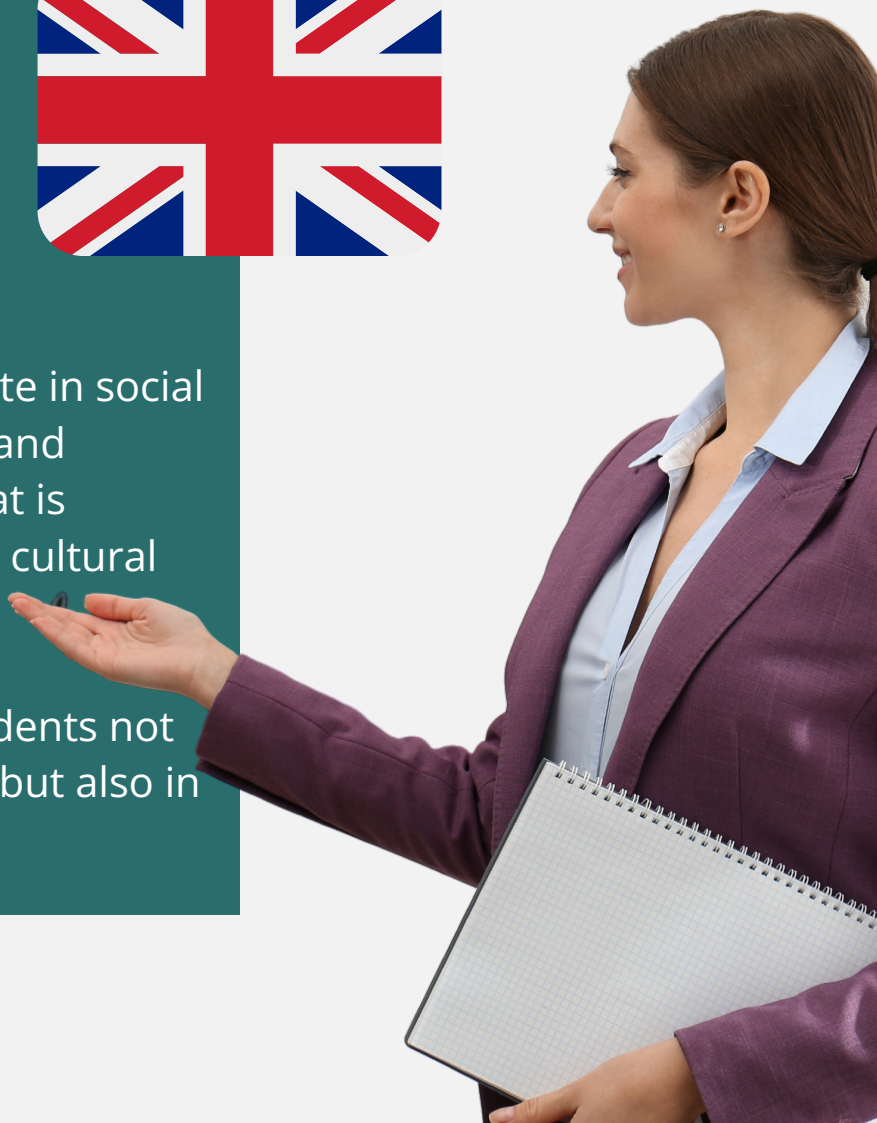 te in social
and
at is
cultural
dents not
but also in